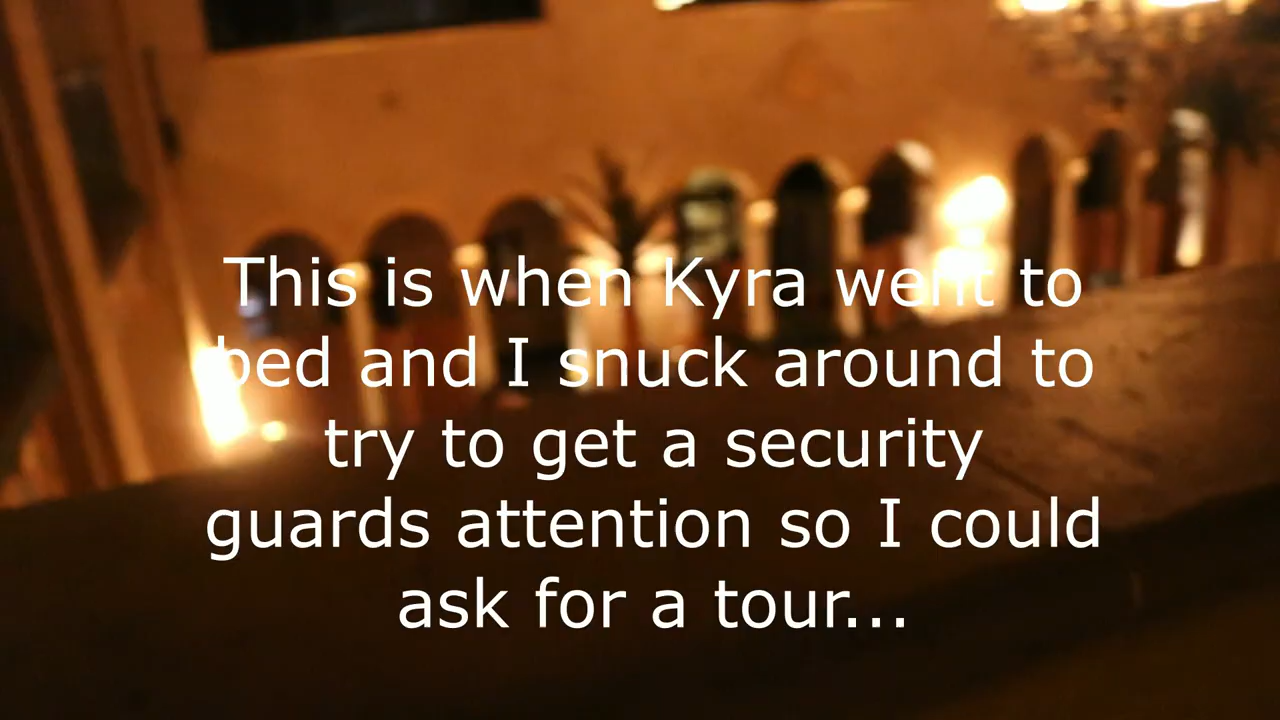 This is when Kyra went to
bed and I snuck around to
try to get a security
guards attention so I could
ask for a tour...